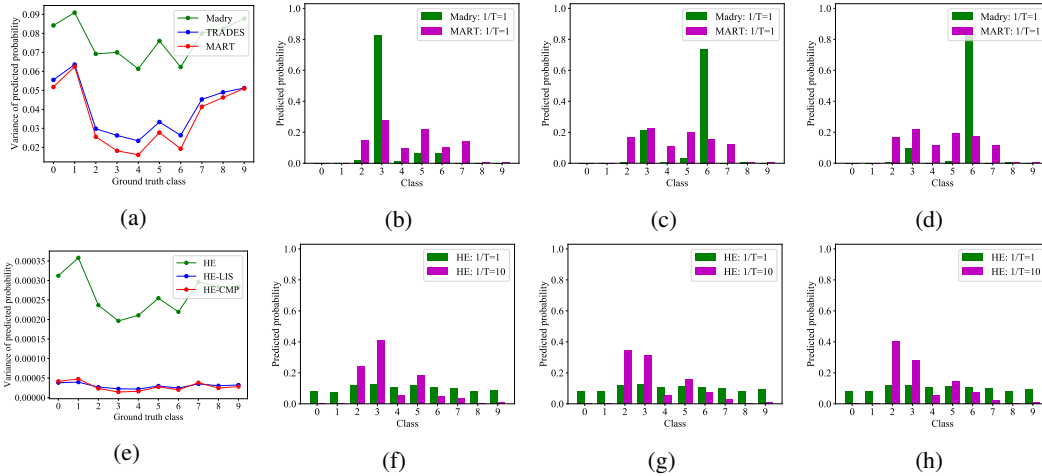 0.09
0.08
0.07
0.06
0.05
0.04
0.03
0.02
Variance of predicted probability
Madry
TRADES
MART
0 1 2 3 4 5 6 7 8 9
Ground truth class
(a)
1.0
0.8
0.6
0.4
0.2
0.0
Predicted probability
Madry: 1/T=1
MART: 1/T=1
0 1 2 3 4 5 6 7 8 9
Class
(b)
1.0
0.8
0.6
0.4
0.2
0.0
Predicted probability
Madry: 1/T=1
MART: 1/T=1
0 1 2 3 4 5 6 7 8 9
Class
(c)
1.0
0.8
0.6
0.4
0.2
0.0
Predicted probability
Madry: 1/T=1
MART: 1/T=1
0 1 2 3 4 5 6 7 8 9
Class
(d)
0.00035
0.00030
0.00025
0.00020
0.00015
0.00010
0.00005
0.00000
Variance of predicted probability
HE
HE-LIS
HE-CMP
0 1 2 3 4 5 6 7 8 9
Ground truth class
(e)
1.0
0.8
0.6
0.4
0.2
0.0
Predicted probability
HE: 1/T=1
HE: 1/T=10
0 1 2 3 4 5 6 7 8 9
Class
(f)
1.0
0.8
0.6
0.4
0.2
0.0
Predicted probability
HE: 1/T=1
HE: 1/T=10
0 1 2 3 4 5 6 7 8 9
Class
(g)
1.0
0.8
0.6
0.4
0.2
0.0
Predicted probability
HE: 1/T=1
HE: 1/T=10
0 1 2 3 4 5 6 7 8 9
Class
(h)